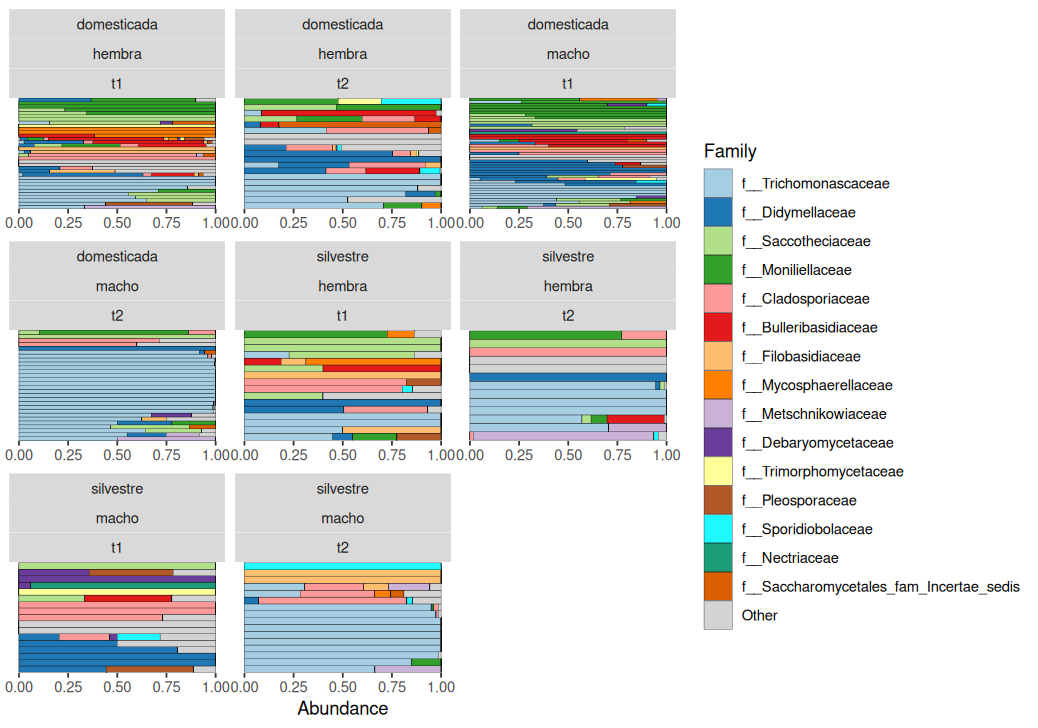 domesticada domesticada domesticada
hembra hembra macho
t1 t2 t1
0.00 0.25 0.50 0.75 1.00 0.00 0.25 0.50 0.75 1.00 0.00 0.25 0.50 0.75 1.00
domesticada silvestre silvestre
macho hembra hembra
t2 t1 t2
0.00 0.25 0.50 0.75 1.00 0.00 0.25 0.50 0.75 1.00 0.00 0.25 0.50 0.75 1.00
silvestre silvestre
macho macho
t1 t2
0.00 0.25 0.50 0.75 1.00 0.00 0.25 0.50 0.75 1.00
Abundance
Family
f__Trichomonascaceae
f__Didymellaceae
f__Saccotheciaceae
f__Moniliellaceae
f__Cladosporiaceae
f__Bulleribasidiaceae
f__Filobasidiaceae
f__Mycosphaerellaceae
f__Metschnikowiaceae
f__Debaryomycetaceae
f__Trimorphomycetaceae
f__Pleosporaceae
f__Sporidiobolaceae
f__Nectriaceae
f__Saccharomycetales_fam_Incertae_sedis
Other